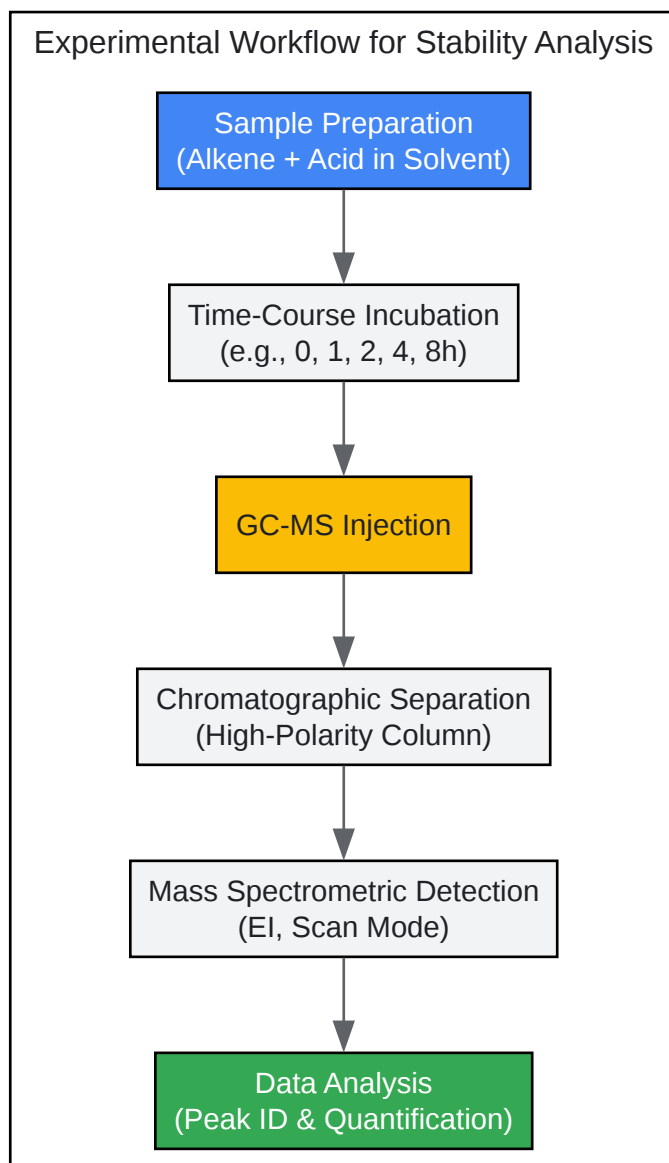 Experimental Workflow for Stability Analysis
Sample Preparation
(Alkene + Acid in Solvent)
Time-Course Incubation
(e.g., 0, 1, 2, 4, 8h)
GC-MS Injection
Chromatographic Separation
(High-Polarity Column)
Mass Spectrometric Detection
(EI, Scan Mode)
Data Analysis
(Peak ID & Quantification)